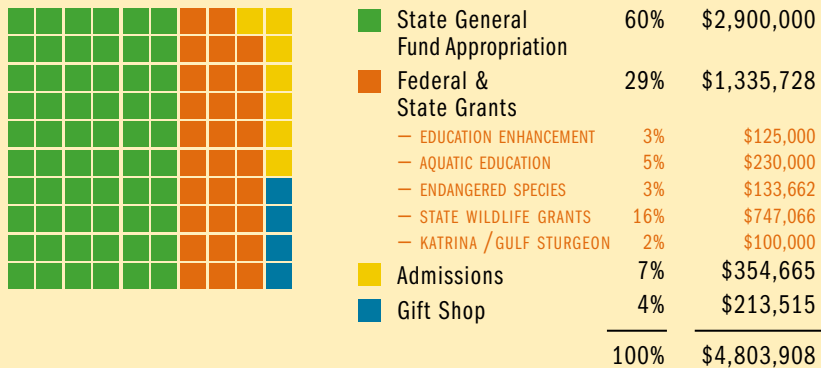 State General 60% $2,900,000
Fund Appropriation
Federal & 29% $1,335,728
State Grants
— EDUCATION ENHANCEMENT 3% $125,000
— AQUATIC EDUCATION 5% $230,000
— ENDANGERED SPECIES 3% $133,662
— STATE WILDLIFE GRANTS 16% $747,066
— KATRINA / GULF STURGEON 2% $100,000
Admissions 7% $354,665
Gift Shop 4% $213,515
100% $4,803,908